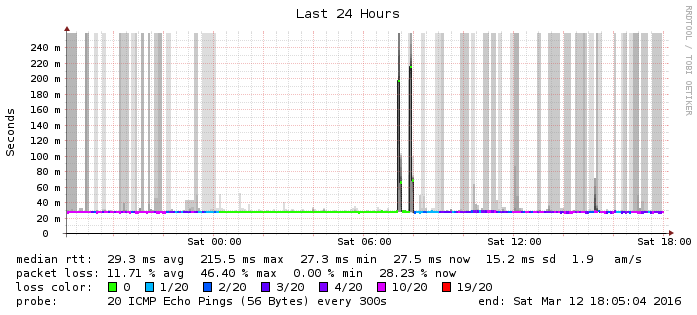 Last 24 Hours
RRDTOOL / TOBI OETIKER
Seconds
240 m
220 m
200 m
180 m
160 m
140 m
120 m
100 m
80 m
60 m
40 m
20 m
0
Sat 00:00 Sat 06:00 Sat 12:00 Sat 18:00
median rtt: 29.3 ms avg 215.5 ms max 27.3 ms min 27.5 ms now 15.2 ms sd 1.9 am/s
packet loss: 11.71 % avg 46.40 % max 0.00 % min 28.23 % now
loss color: 0 1/20 2/20 3/20 4/20 10/20 19/20
probe: 20 ICMP Echo Pings (56 Bytes) every 300s end: Sat Mar 12 18:05:04 2016